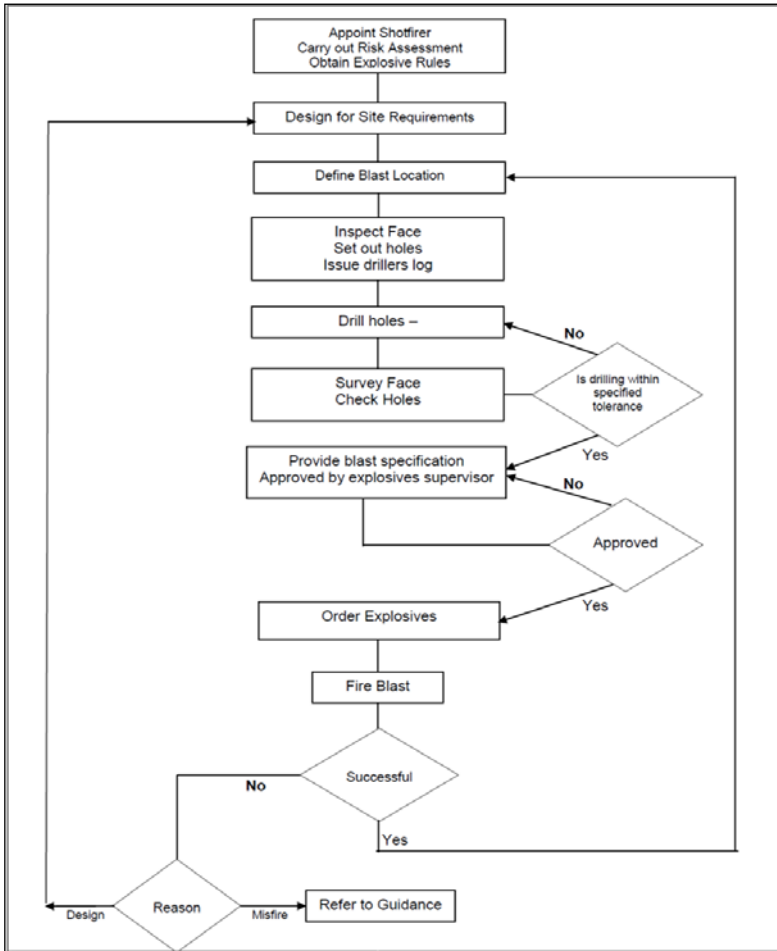 Appoint Shotfirer
Carry out Risk Assessment
Obtain Explosive Rules
Design for Site Requirements
Define Blast Location
Inspect Face
Set out holes
Issue drillers log
Drill holes –
No
Is drilling within
specified
tolerance
Survey Face
Check Holes
Yes
Provide blast specification
Approved by explosives supervisor
No
Approved
Yes
Order Explosives
Fire Blast
Successful
No
Yes
Reason
Design
Misfire
Refer to Guidance